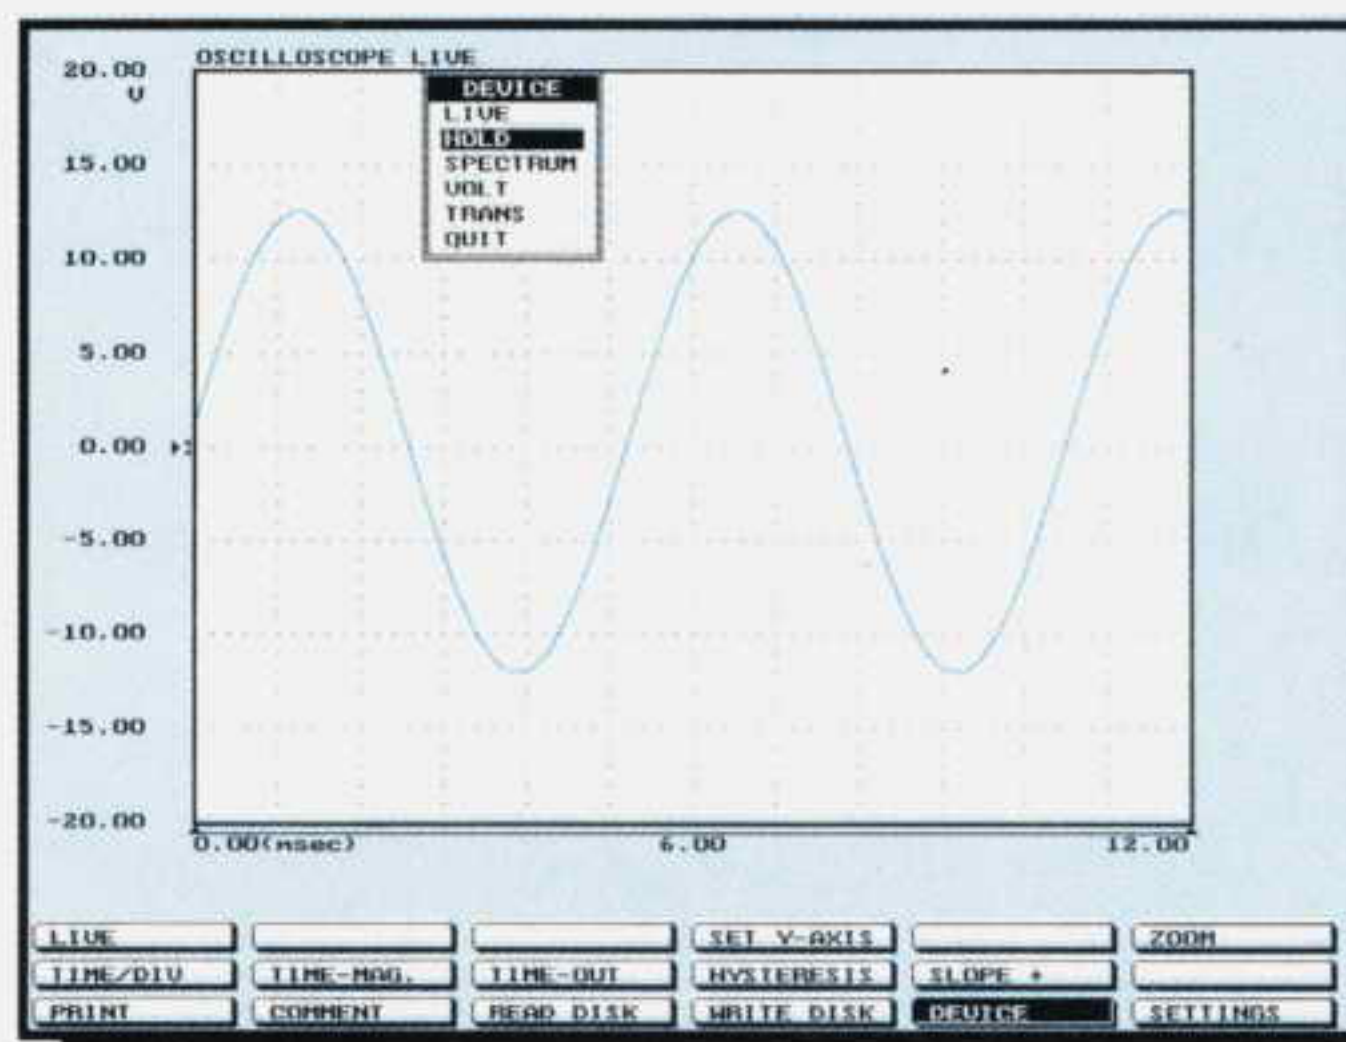 OSCILLOSCOPE LIVE
20.00
V
15.00
10.00
5.00
0.00
-5.00
-10.00
-15.00
-20.00
DEVICE
LIVE
HOLD
SPECTRUM
VOLT
TRANS
QUIT
0.00(msec) 6.00 12.00
LIVE SET Y-AXIS ZOOM
TIME/DIV TIME-MAG. TIME-OUT HYSTERESIS SLOPE +
PRINT COMMENT READ DISK WRITE DISK DEVICE SETTINGS